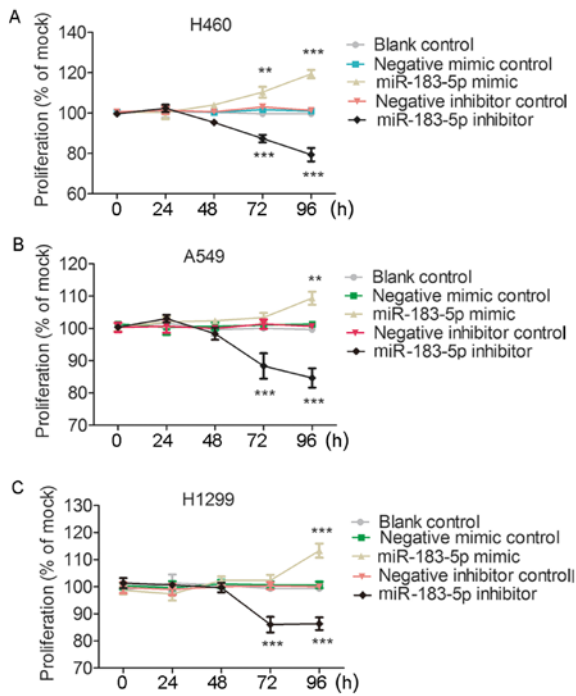 A
H460
Proliferation (% of mock)
140
120
100
80
60
**
***
***
***
0 24 48 72 96 (h)
Blank control
Negative mimic control
miR-183-5p mimic
Negative inhibitor control
miR-183-5p inhibitor
B
A549
Proliferation (% of mock)
120
110
100
90
80
70
**
***
***
0 24 48 72 96 (h)
Blank control
Negative mimic control
miR-183-5p mimic
Negative inhibitor control
miR-183-5p inhibitor
C
H1299
Proliferation (% of mock)
130
120
110
100
90
80
70
***
***
***
0 24 48 72 96 (h)
Blank control
Negative mimic control
miR-183-5p mimic
Negative inhibitor control
miR-183-5p inhibitor